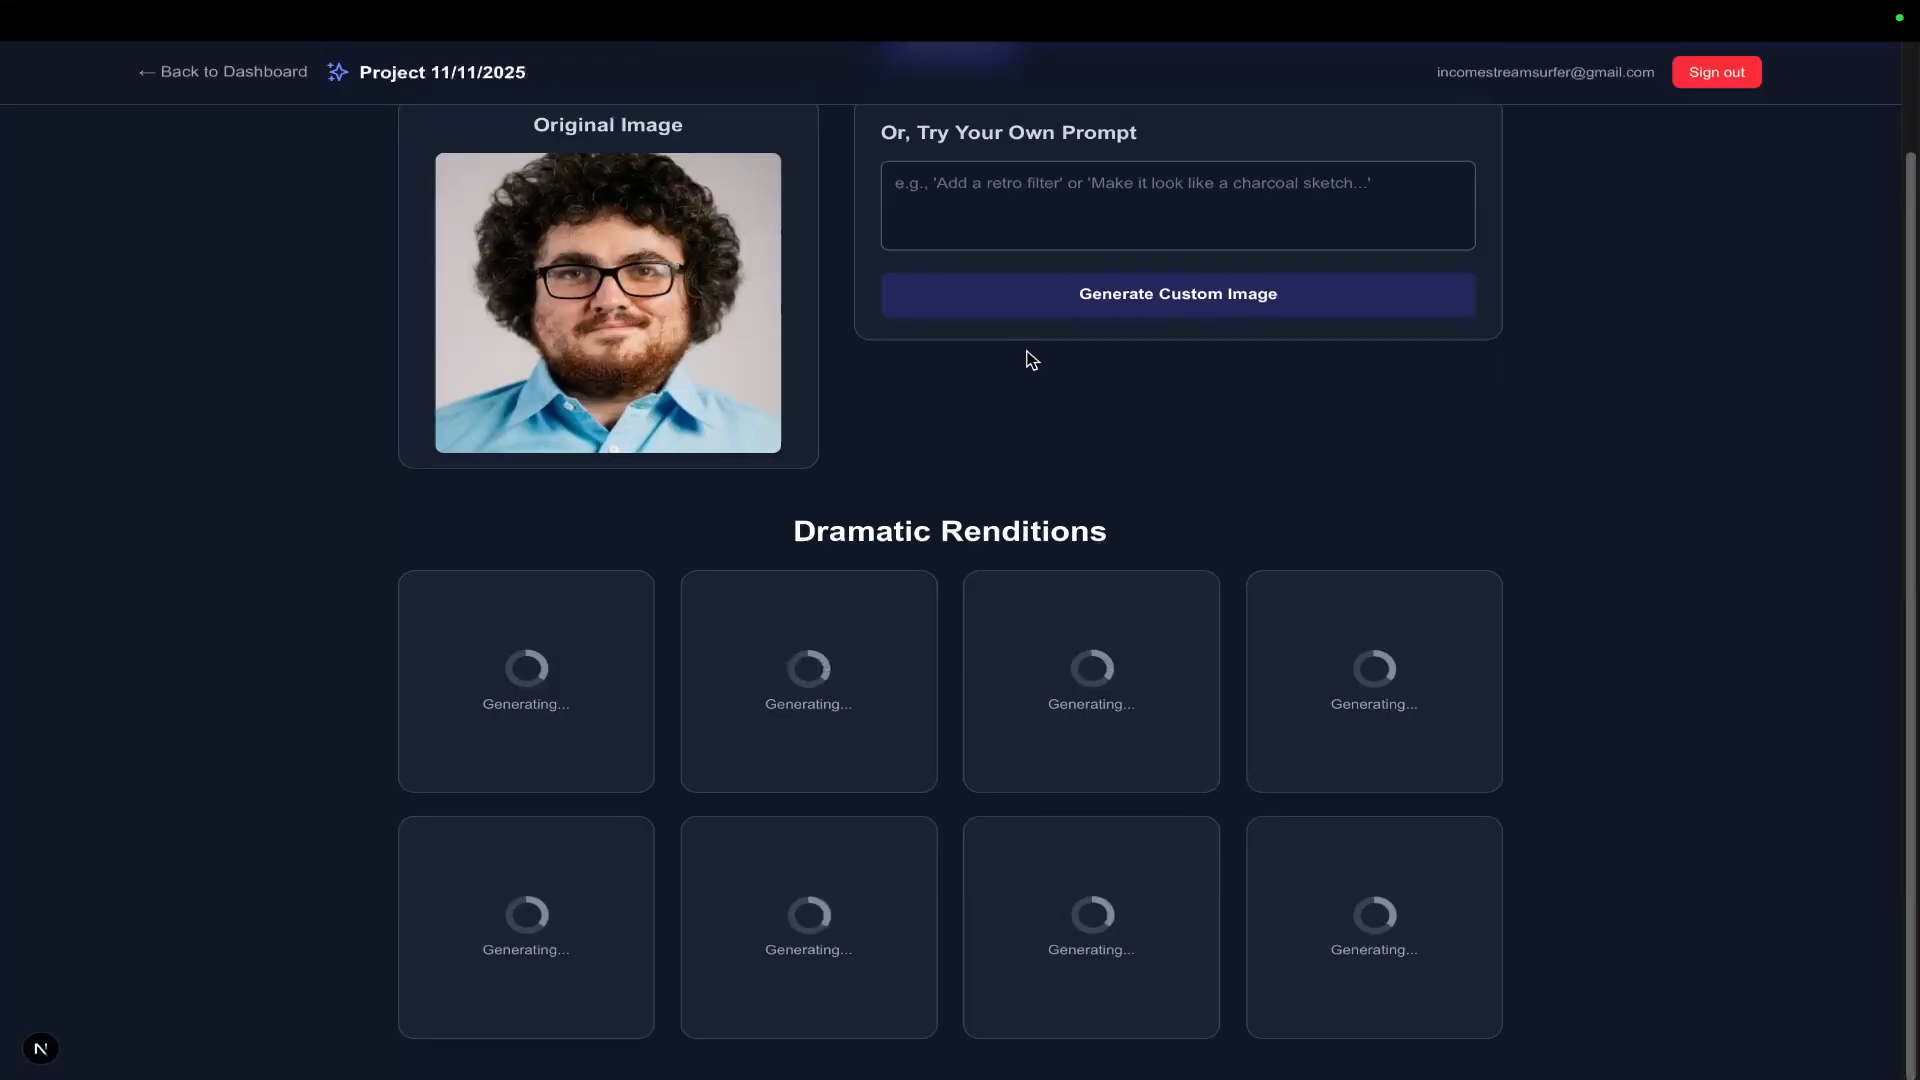 ← Back to Dashboard
Project 11/11/2025
incomestreamsurfer@gmail.com
Sign out
Original Image
Or, Try Your Own Prompt
e.g., 'Add a retro filter' or 'Make it look like a charcoal sketch...'
Generate Custom Image
Dramatic Renditions
Generating...
Generating...
Generating...
Generating...
Generating...
Generating...
Generating...
Generating...
N